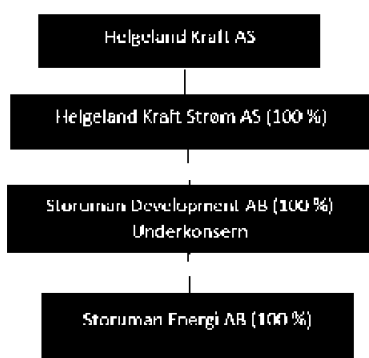 Helgeland Kraft AS
Helgeland Kraft Strøm AS (100 %)
Storuman Development AB (100 %)
Underkonsern
Storuman Energi AB (100 %)